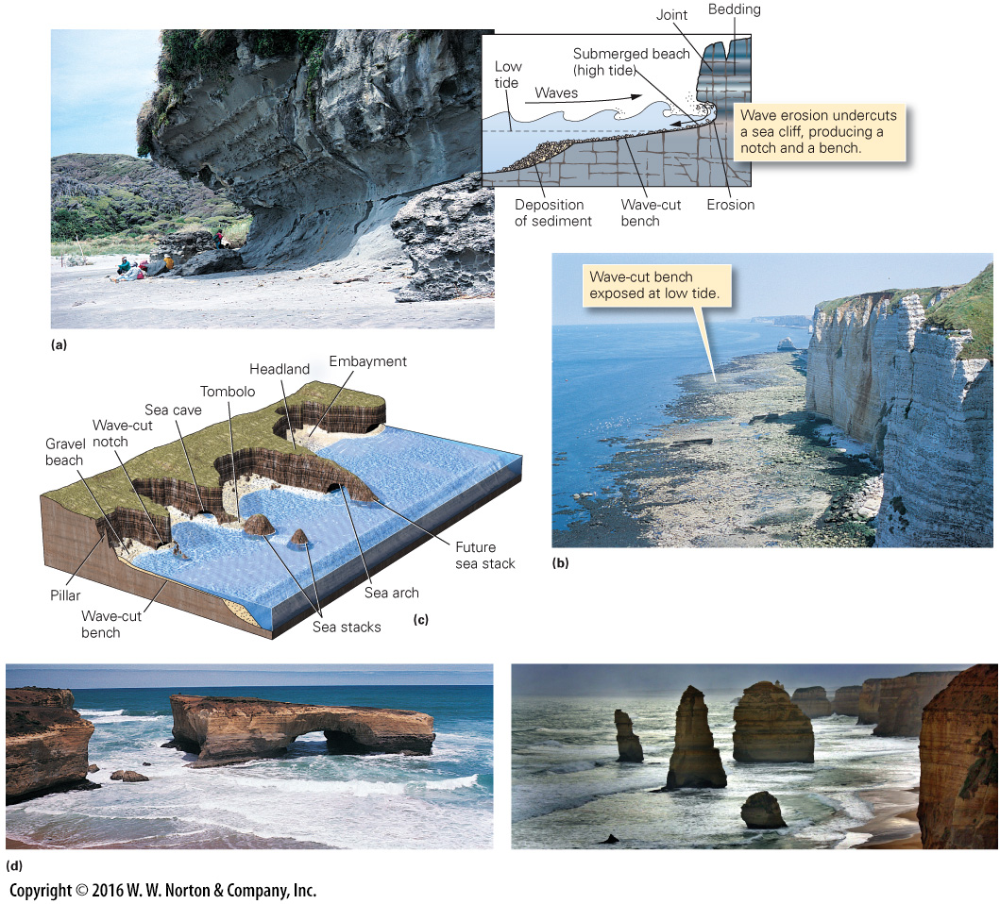 Joint
Bedding
Submerged beach
(high tide)
Low
tide
Waves
Wave erosion undercuts
a sea cliff, producing a
notch and a bench.
Deposition
of sediment
Wave-cut
bench
Erosion
(a)
Wave-cut bench
exposed at low tide.
(b)
Embayment
Headland
Tombolo
Sea cave
Wave-cut
notch
Gravel
beach
Future
sea stack
Sea arch
Pillar
Wave-cut
bench
Sea stacks
(c)
(d)
Copyright © 2016 W. W. Norton & Company, Inc.